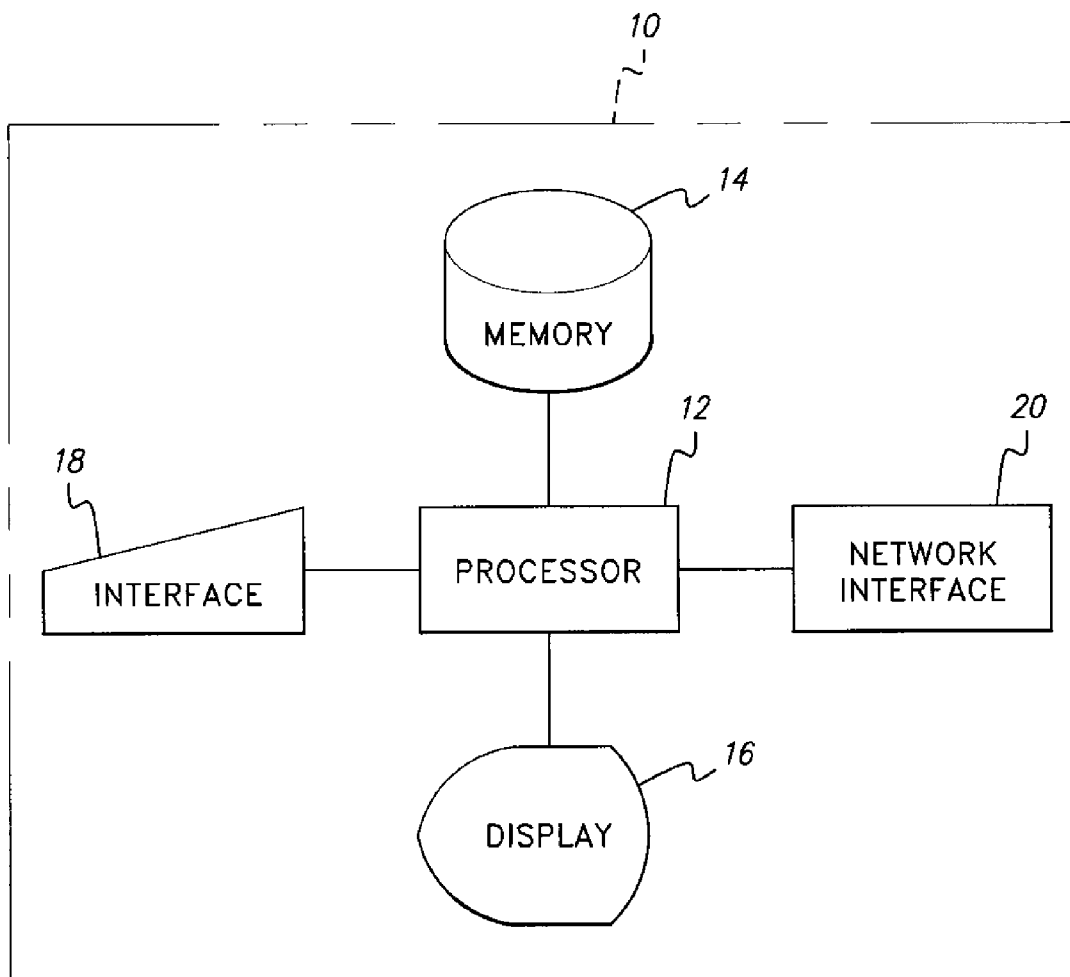 10
14
MEMORY
12
20
18
INTERFACE
PROCESSOR
NETWORK
INTERFACE
16
DISPLAY